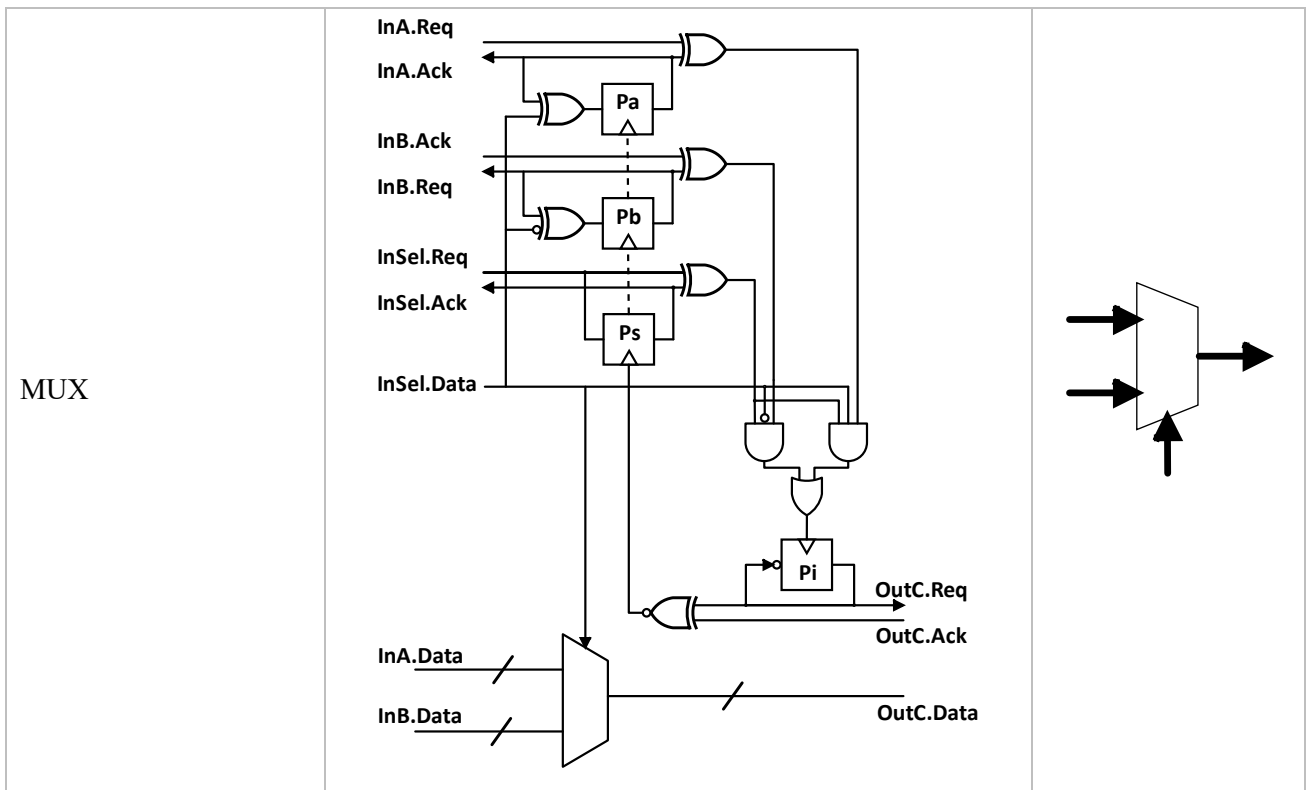 MUX
InA.Req
InA.Ack
Pa
InB.Ack
InB.Req
Pb
InSel.Req
InSel.Ack
Ps
InSel.Data
Pi
OutC.Req
OutC.Ack
InA.Data
InB.Data
OutC.Data